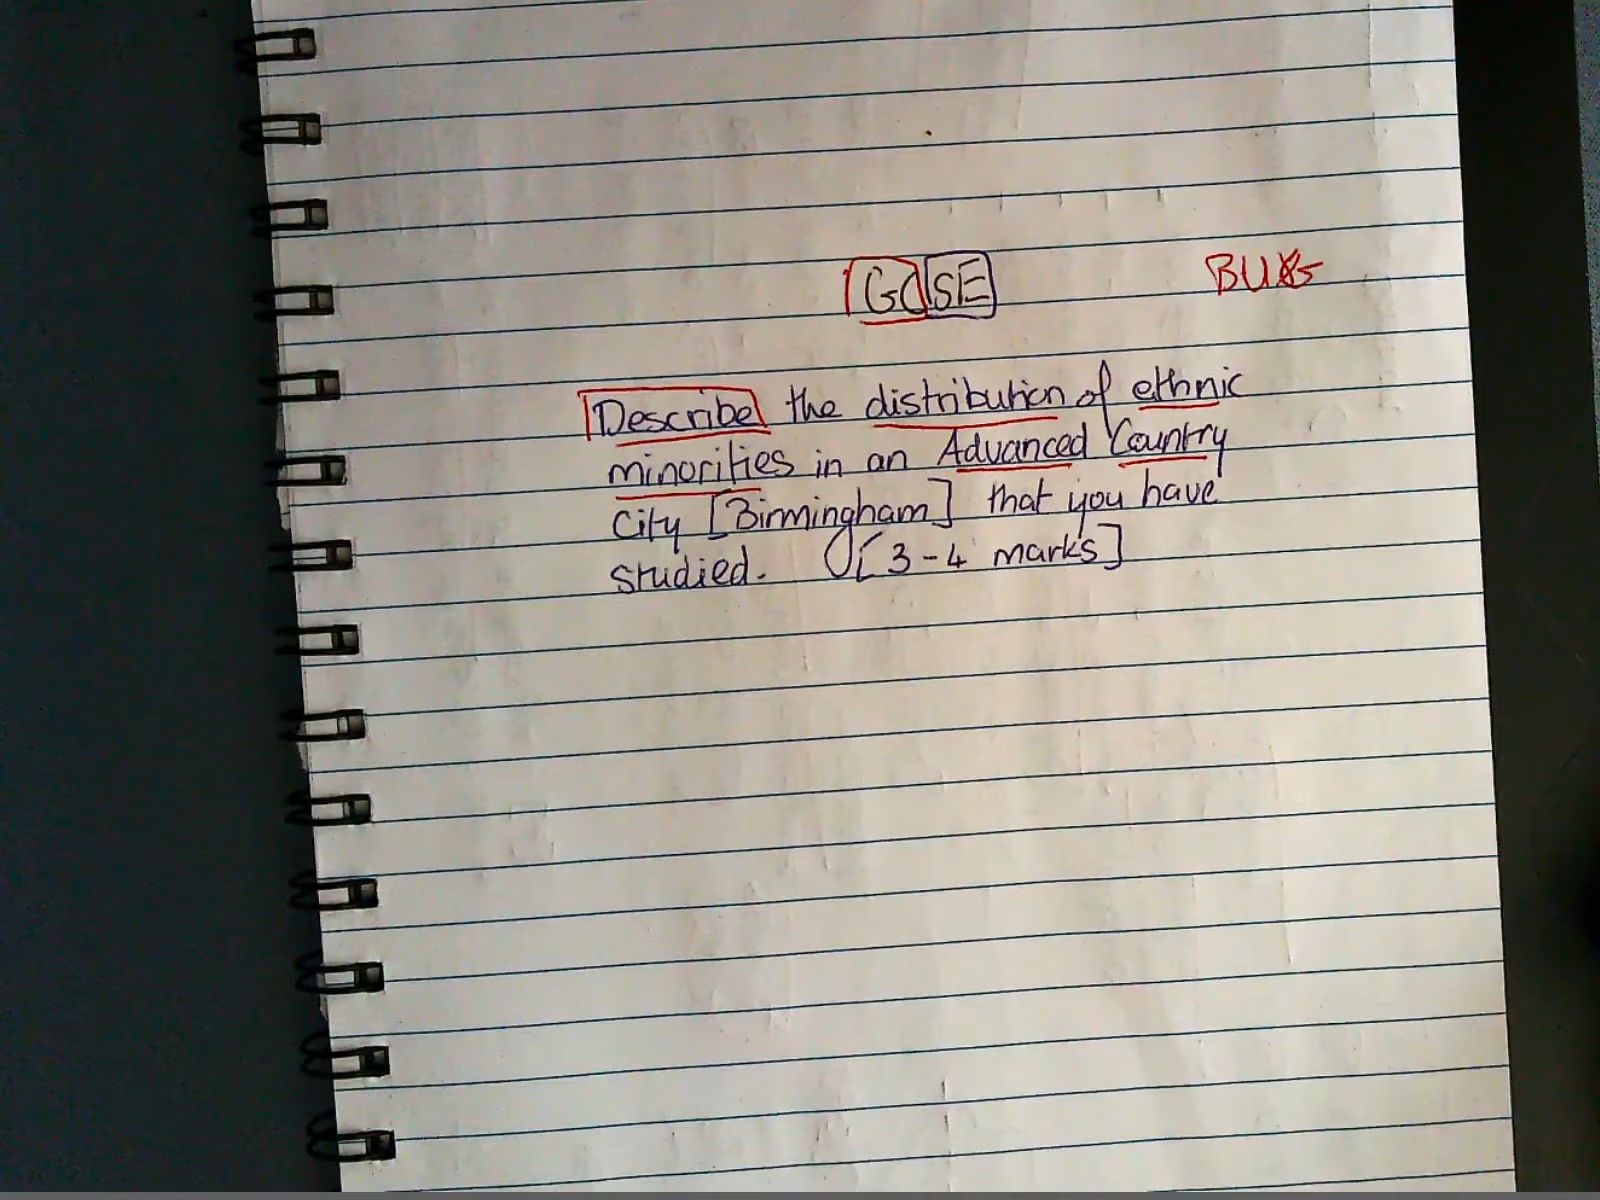 GCSE
BUG
Describe the distribution of ethnic
minorities in an Advanced Country
City [Birmingham] that you have
studied. [3-4 marks]